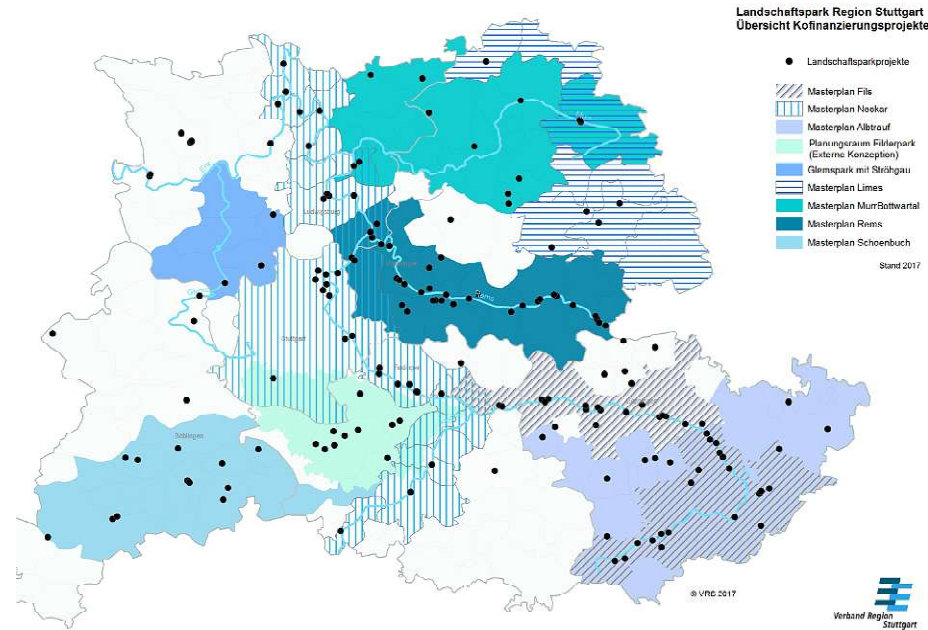 Landschaftspark Region Stuttgart
Übersicht Kofinanzierungsprojekte
Landschaftsparkprojekte
Masterplan Fils
Masterplan Neckar
Masterplan Albtrauf
Planungsraum Filderpark
(Externe Konzeption)
Glemspark mit Strohgäu
Masterplan Limes
Masterplan MurrBottwartal
Masterplan Rems
Masterplan Schoenbuch
Stand 2017
Ludwigsburg
Rems
Stuttgart
Böblingen
© VRS 2017
Verband Region
Stuttgart